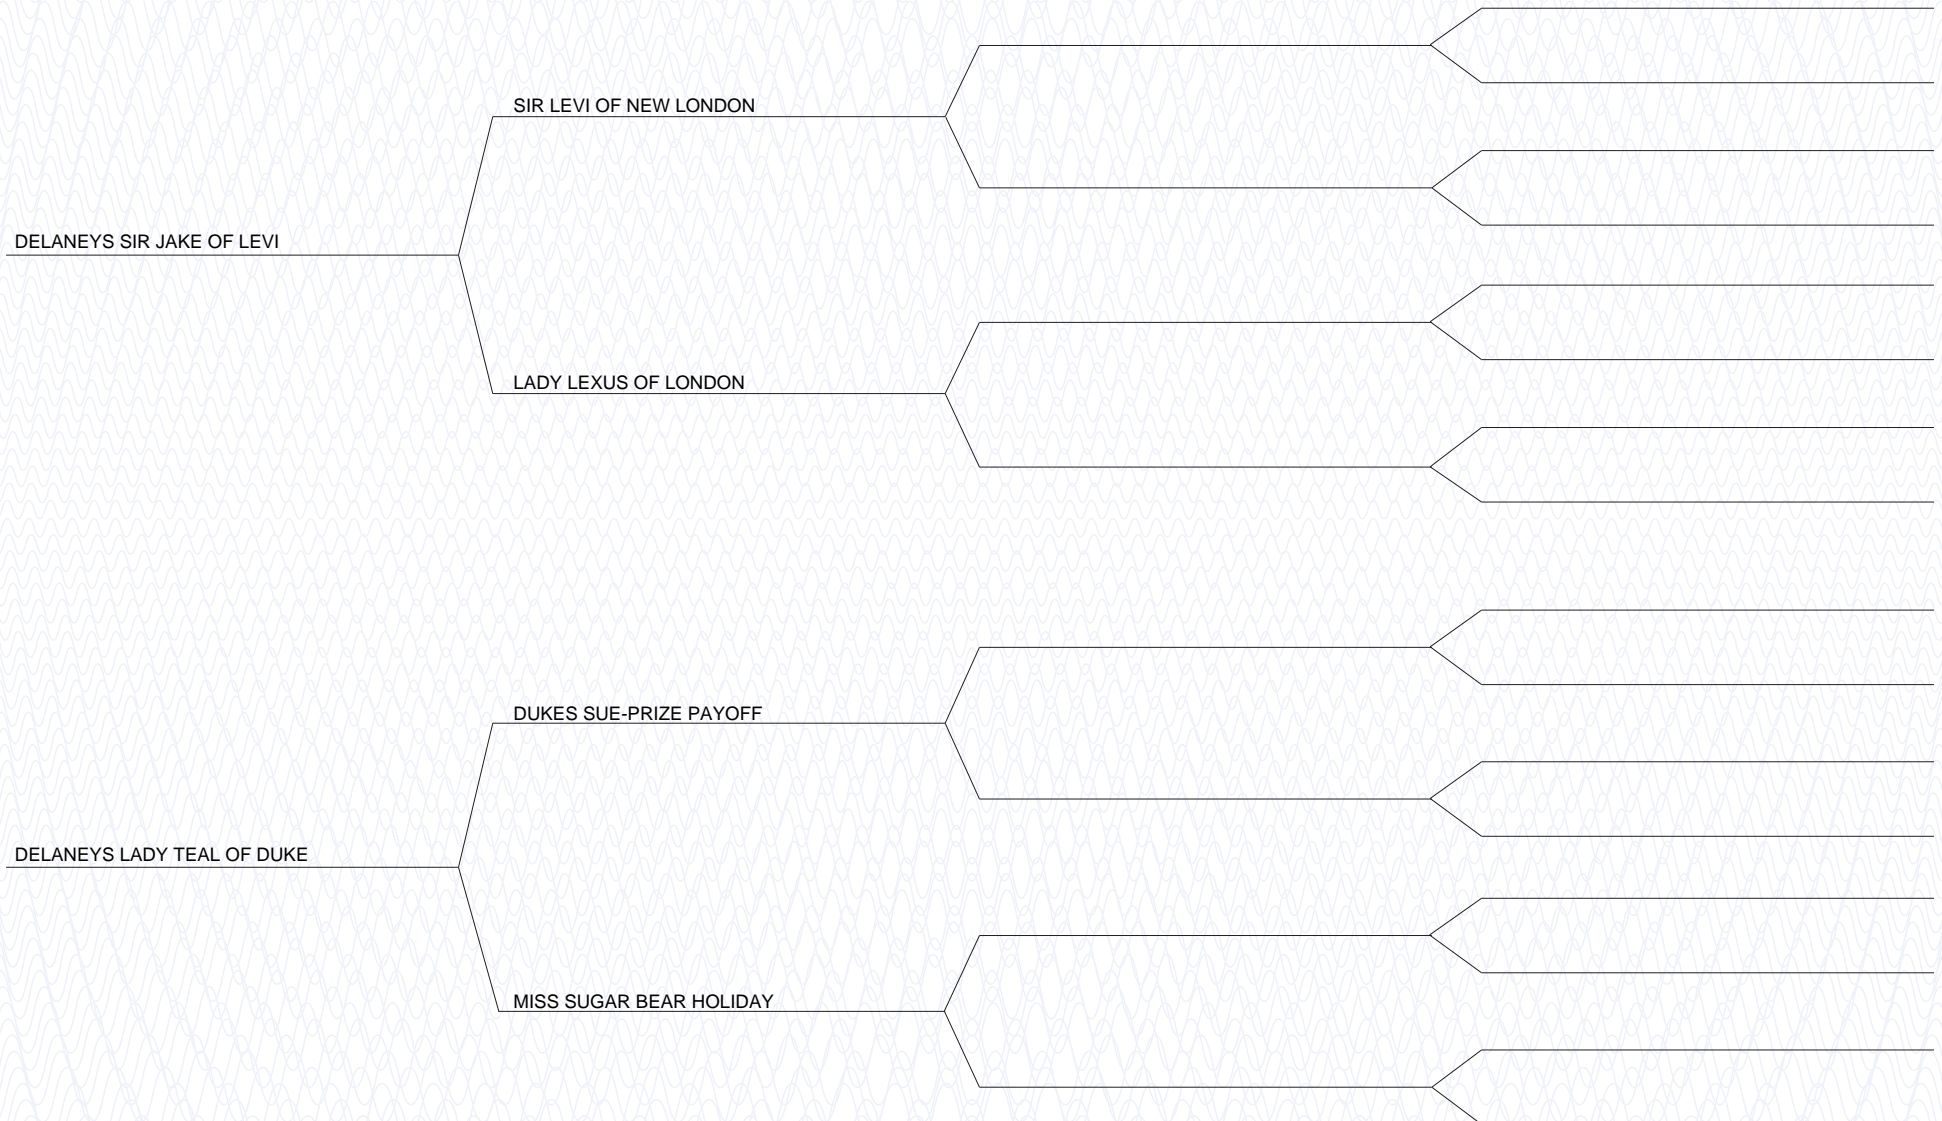 SIR LEVI OF NEW LONDON
DELANEYS SIR JAKE OF LEVI
LADY LEXUS OF LONDON
DUKES SUE-PRIZE PAYOFF
DELANEYS LADY TEAL OF DUKE
MISS SUGAR BEAR HOLIDAY